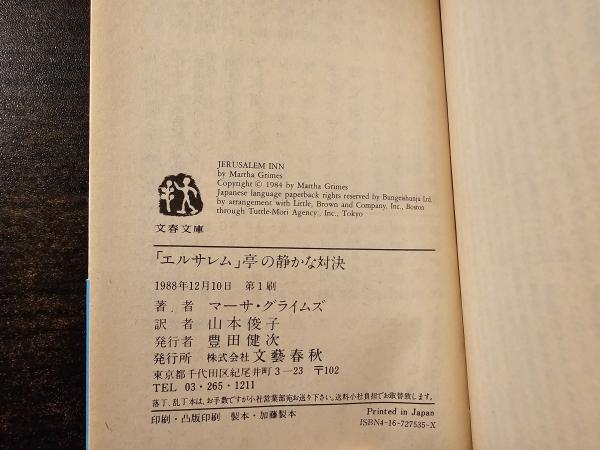 JERUSALEM INN
by Martha Grimes
Copyright © 1984 by Martha Grimes
Japanese language paperback rights reserved by Bungeishunju Ltd.
by arrangement with Little, Brown and Company, Inc., Boston
through Tuttle-Mori Agency, Inc., Tokyo
文春文庫
「エルサレム」亭の静かな対決
1988年12月10日 第1刷
著 者 マーサ・グライムズ
訳 者 山本俊子
発行者 豊田健次
発行所 株式会社 文藝春秋
東京都千代田区紀尾井町3—23 〒102
TEL 03・265・1211
落丁、乱丁本は、お手数ですが小社営業部宛お送り下さい。送料小社負担でお取替致します。
印刷・凸版印刷 製本・加藤製本
Printed in Japan
ISBN4-16-727535-X